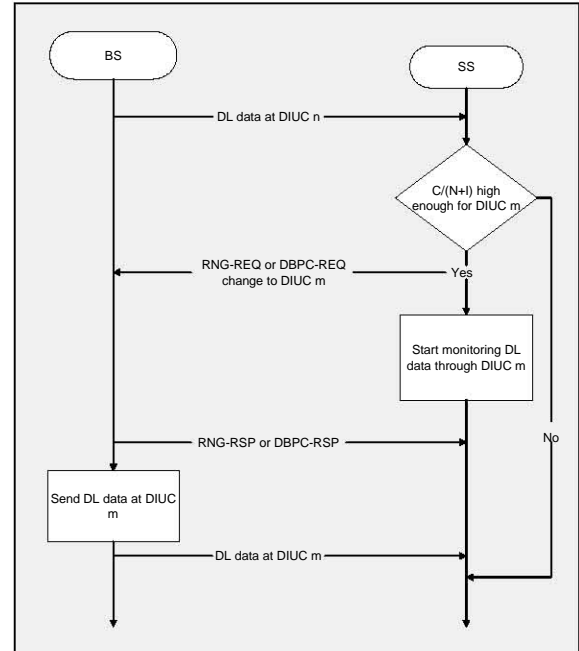 BS
SS
DL data at DIUC n
C/(N+I) high
enough for DIUC m
RNG-REQ or DBPC-REQ
change to DIUC m
Yes
Start monitoring DL
data through DIUC m
No
RNG-RSP or DBPC-RSP
Send DL data at DIUC
m
DL data at DIUC m